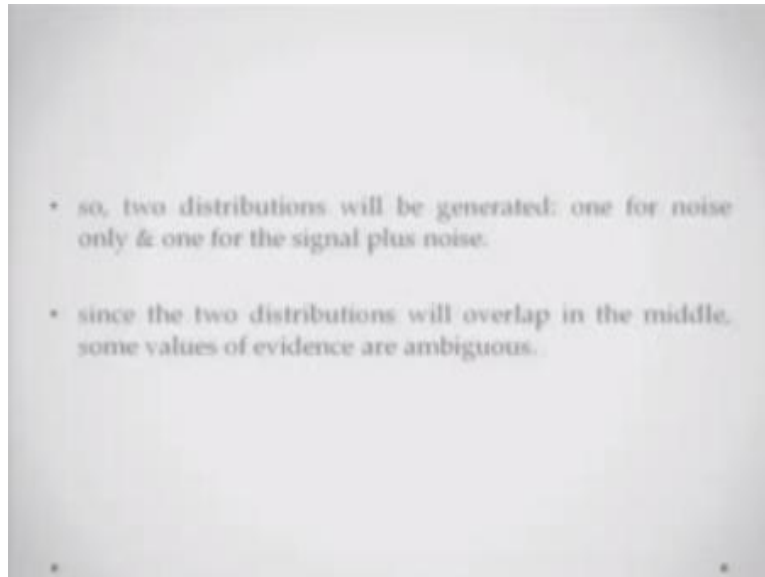 • so, two distributions will be generated: one for noise
only & one for the signal plus noise.
• since the two distributions will overlap in the middle,
some values of evidence are ambiguous.